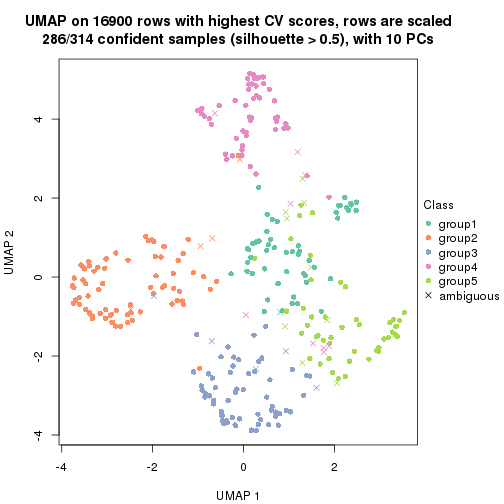 UMAP on 16900 rows with highest CV scores, rows are scaled
286/314 confident samples (silhouette > 0.5), with 10 PCs
UMAP 2
4
2
0
-2
-4
-4
-2
0
2
UMAP 1
Class
group1
group2
group3
group4
group5
ambiguous